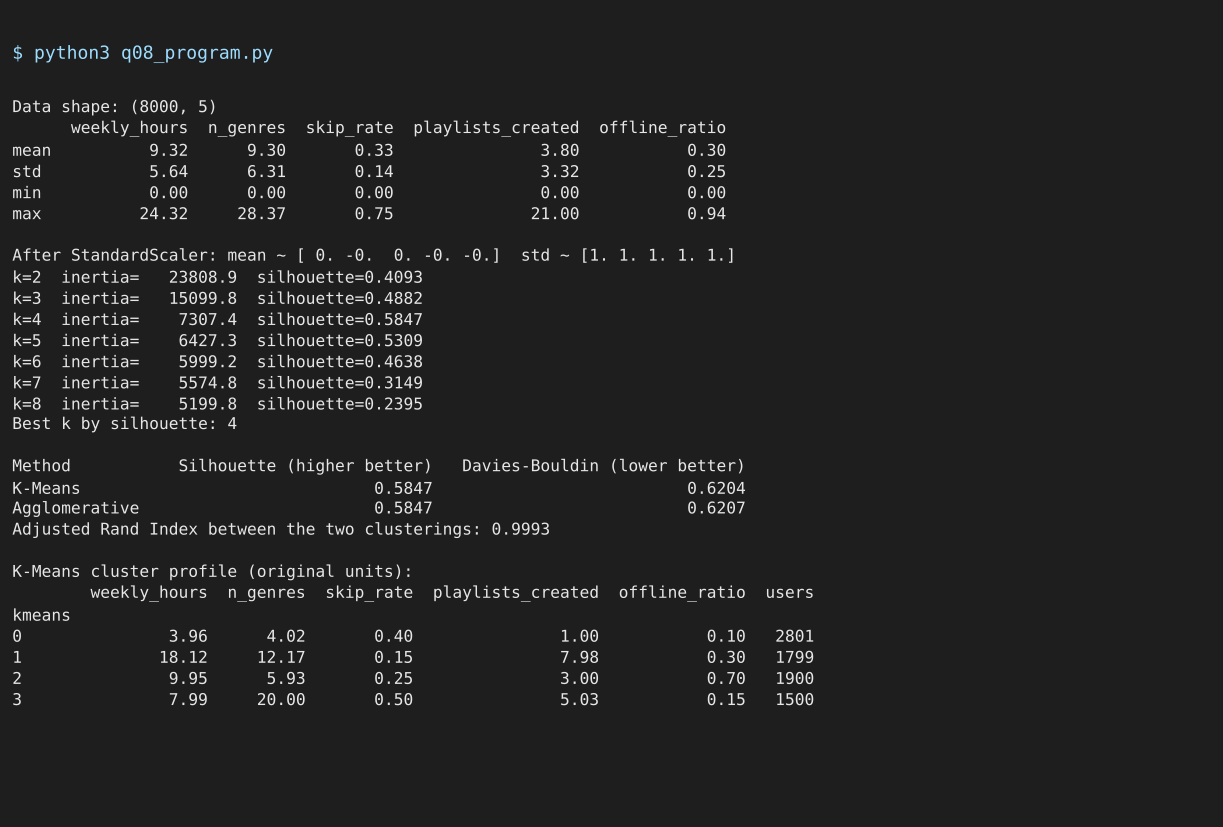 $ python3 q08_program.py
Data shape: (8000, 5)
      weekly_hours  n_genres  skip_rate  playlists_created  offline_ratio
mean          9.32      9.30       0.33               3.80           0.30
std           5.64      6.31       0.14               3.32           0.25
min           0.00      0.00       0.00               0.00           0.00
max          24.32     28.37       0.75              21.00           0.94
After StandardScaler: mean ~ [ 0. -0.  0. -0. -0.]  std ~ [1. 1. 1. 1. 1.]
k=2  inertia=   23808.9  silhouette=0.4093
k=3  inertia=   15099.8  silhouette=0.4882
k=4  inertia=    7307.4  silhouette=0.5847
k=5  inertia=    6427.3  silhouette=0.5309
k=6  inertia=    5999.2  silhouette=0.4638
k=7  inertia=    5574.8  silhouette=0.3149
k=8  inertia=    5199.8  silhouette=0.2395
Best k by silhouette: 4
Method           Silhouette (higher better)   Davies-Bouldin (lower better)
K-Means                              0.5847                          0.6204
Agglomerative                        0.5847                          0.6207
Adjusted Rand Index between the two clusterings: 0.9993
K-Means cluster profile (original units):
        weekly_hours  n_genres  skip_rate  playlists_created  offline_ratio  users
kmeans
0               3.96      4.02       0.40               1.00           0.10   2801
1              18.12     12.17       0.15               7.98           0.30   1799
2               9.95      5.93       0.25               3.00           0.70   1900
3               7.99     20.00       0.50               5.03           0.15   1500